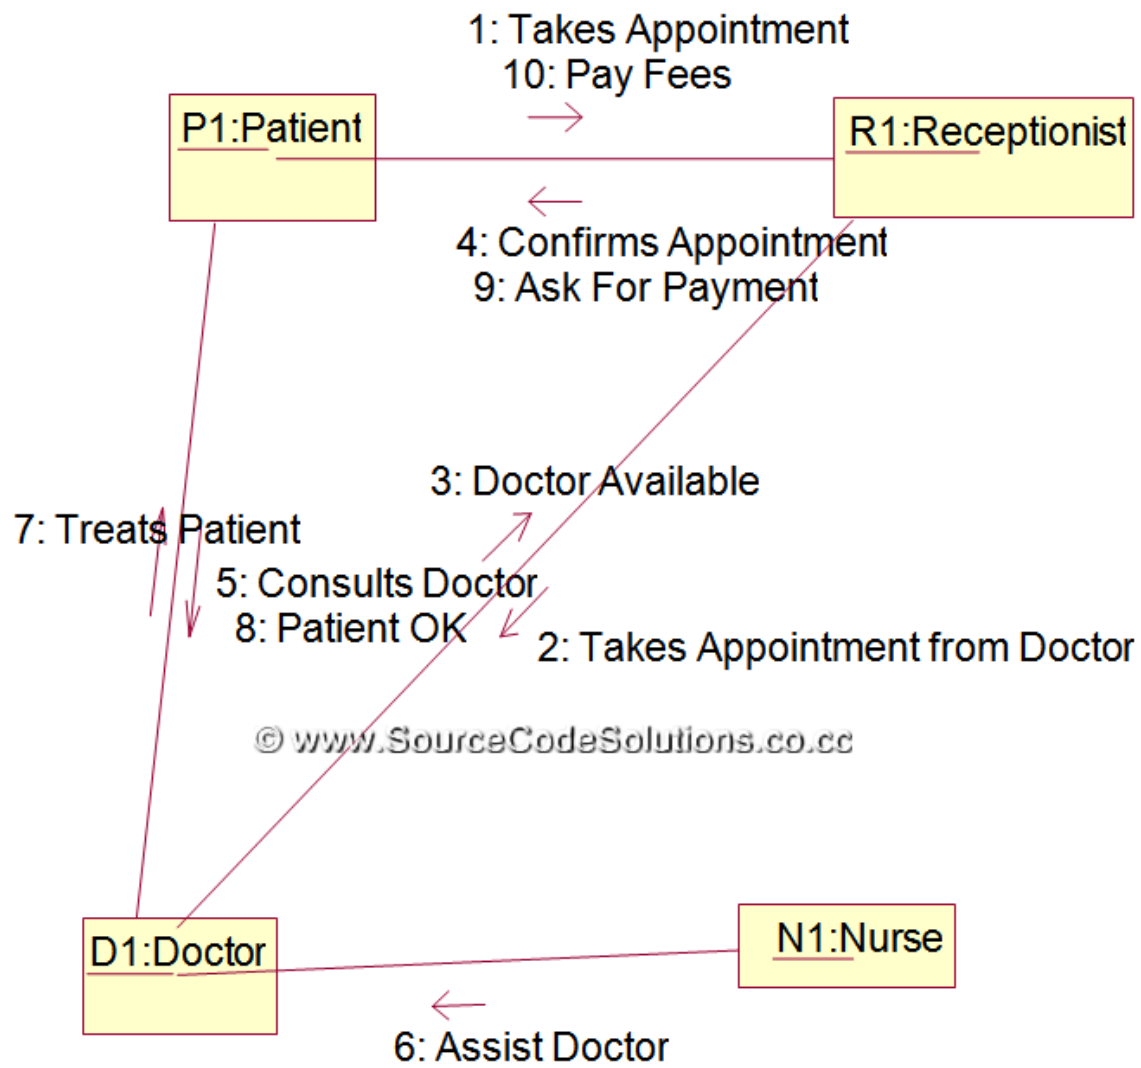 1: Takes Appointment
10: Pay Fees
P1:Patient
R1:Receptionist
4: Confirms Appointment
9: Ask For Payment
3: Doctor Available
7: Treats Patient
5: Consults Doctor
8: Patient OK
2: Takes Appointment from Doctor
© www.SourceCodeSolutions.co.cc
D1:Doctor
N1:Nurse
6: Assist Doctor